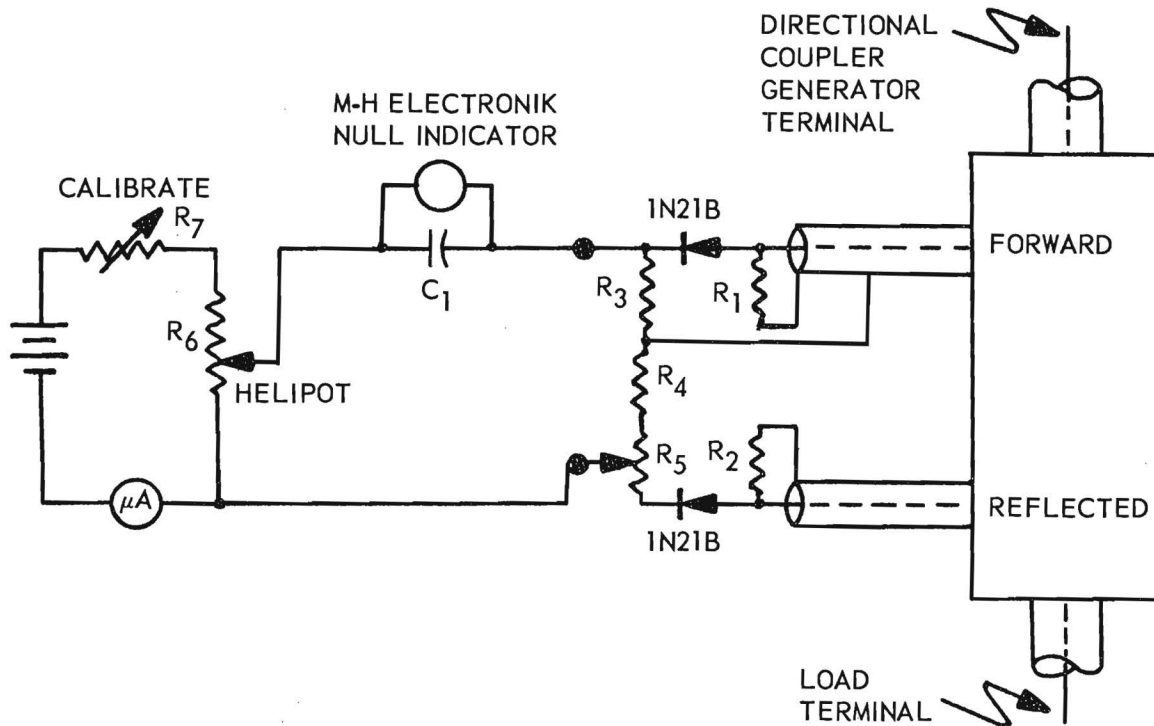 DIRECTIONAL
COUPLER
GENERATOR
TERMINAL
M-H ELECTRONIK
NULL INDICATOR
CALIBRATE
R7
1N21B
FORWARD
C1
R3
R1
R6
HELIPOT
R4
R5
R2
μA
1N21B
REFLECTED
LOAD
TERMINAL